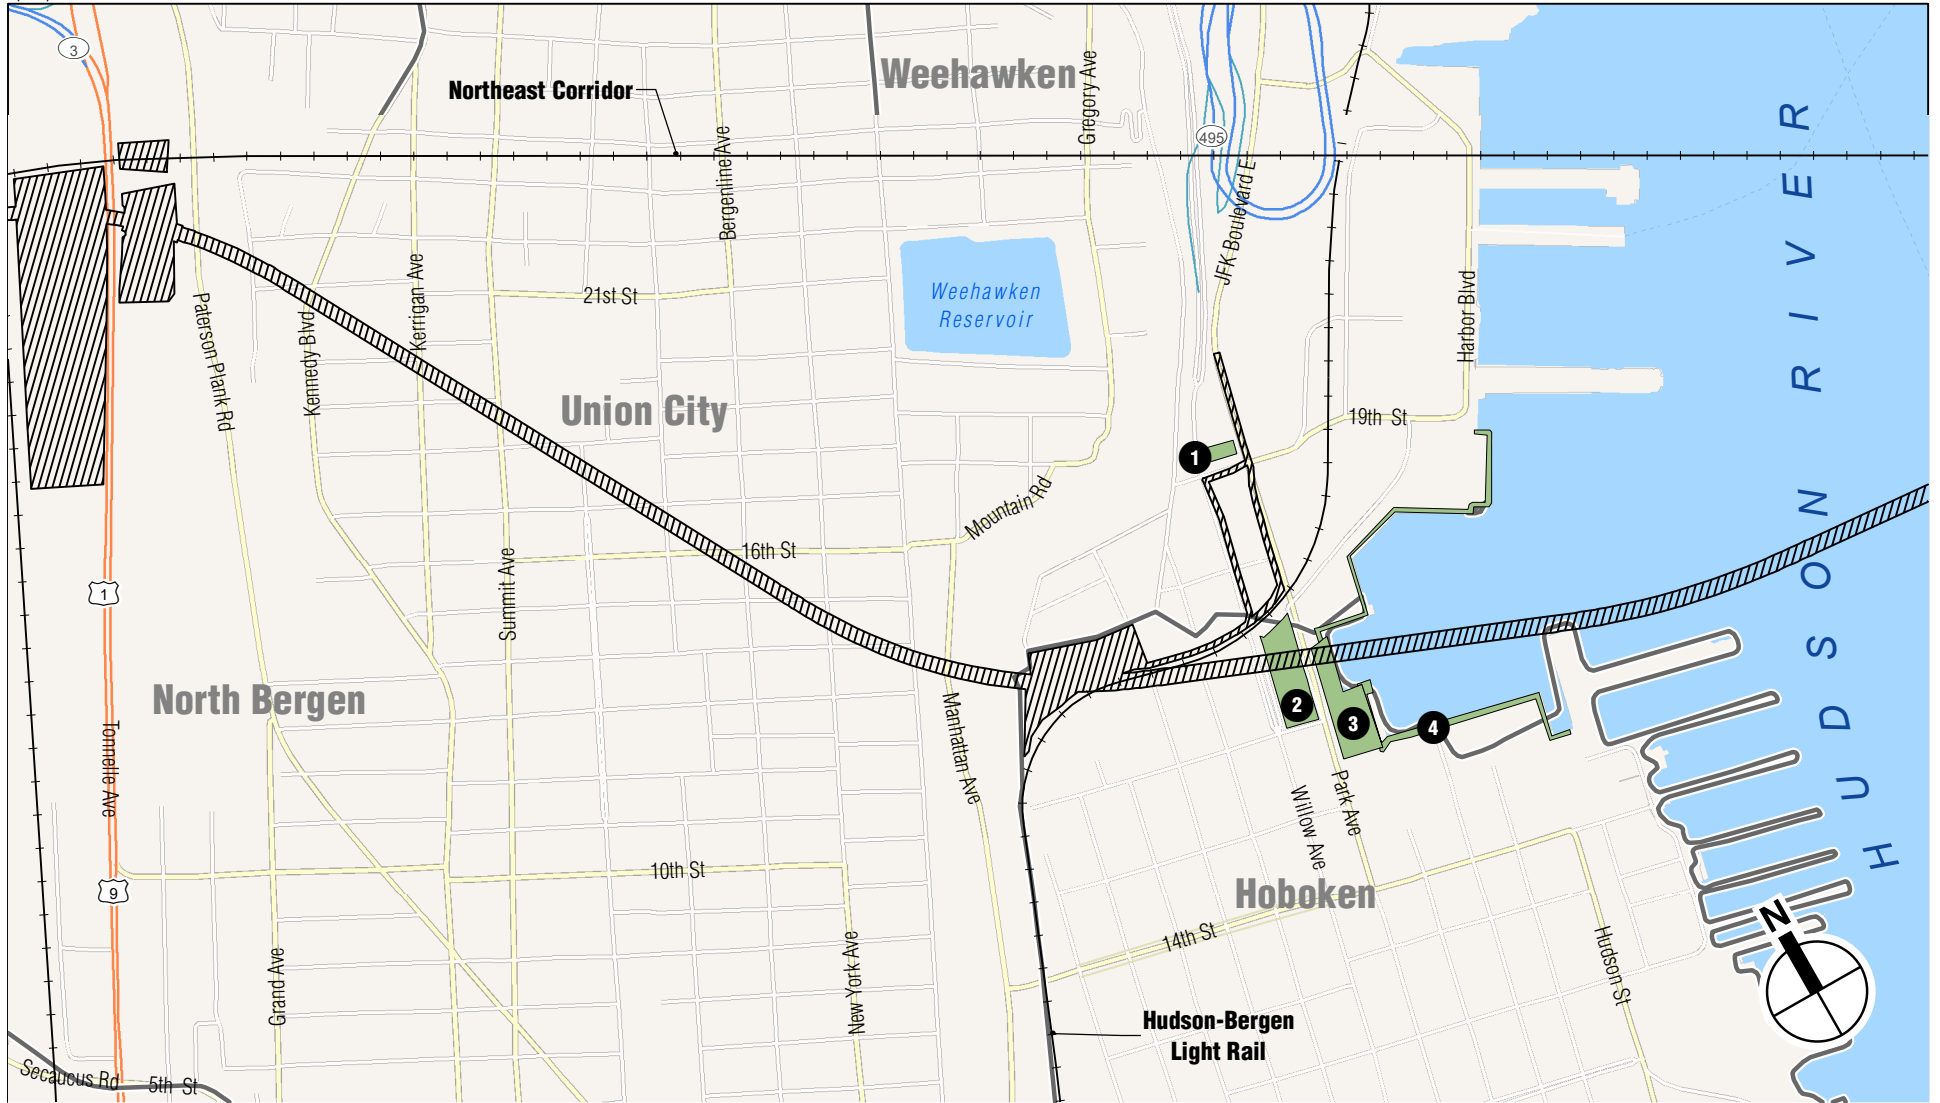 3
Northeast Corridor
Weehawken
Gregory Ave
495
Bergenline Ave
JFK Boulevard E
HUDSON RIVER
Paterson Plank Rd
Kennedy Blvd
Kerrigan Ave
21st St
Weehawken
Reservoir
Harbor Blvd
Union City
19th St
1
Mountain Rd
16th St
Summit Ave
1
North Bergen
Manhattan Ave
2
3
4
Tonnelle Ave
Willow Ave
Park Ave
10th St
9
Hoboken
14th St
Hudson St
N
Grand Ave
New York Ave
Hudson-Bergen
Light Rail
Secaucus Rd
5th St